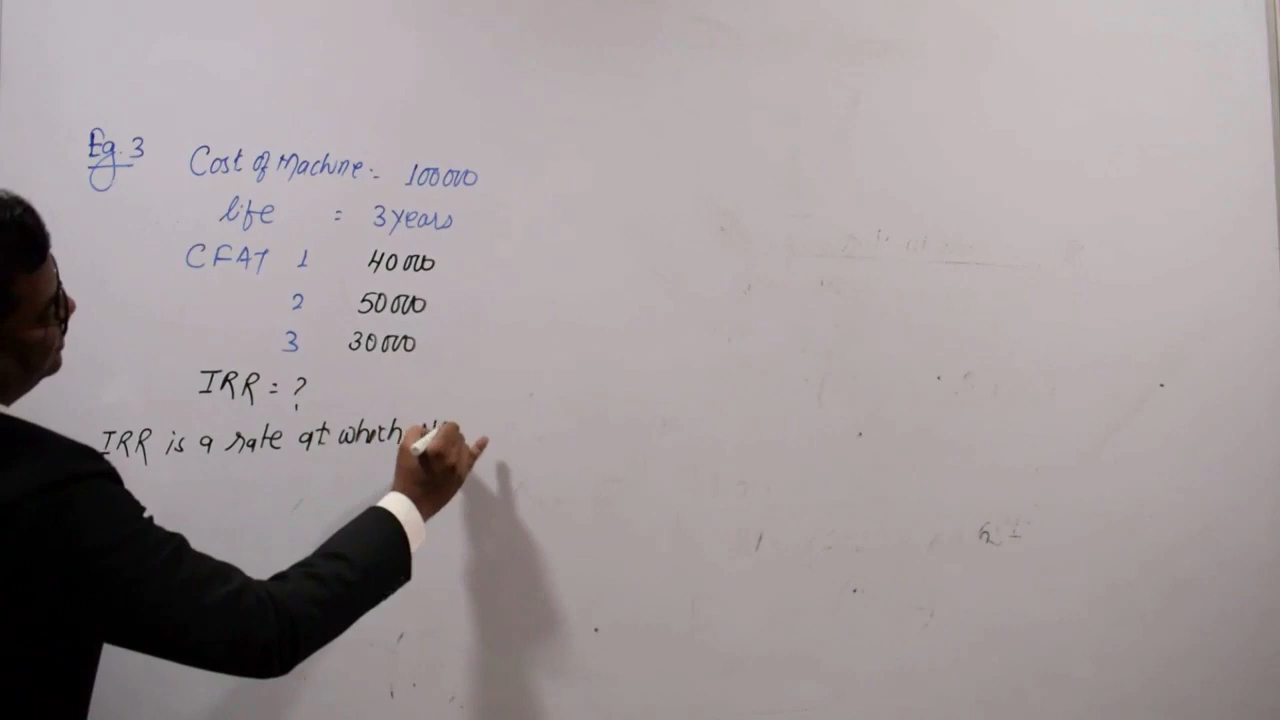 Eg. 3 Cost of Machine :- 100000
life = 3 years
CFAT 1 40000
2 50000
3 30000
IRR = ?
IRR is a rate at which